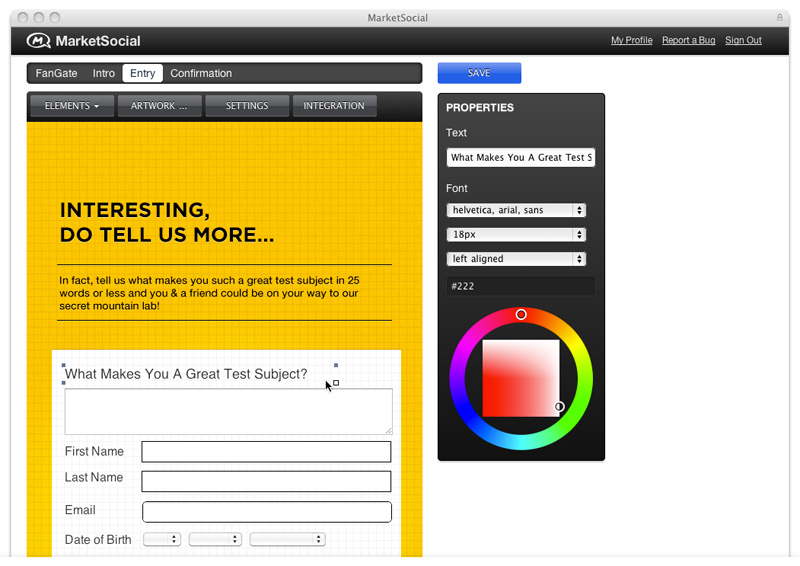 MarketSocial
MarketSocial
My Profile Report a Bug Sign Out
FanGate Intro Entry Confirmation
SAVE
ELEMENTS ARTWORK ... SETTINGS INTEGRATION
PROPERTIES
Text
What Makes You A Great Test S
Font
helvetica, arial, sans
18px
left aligned
#222
INTERESTING,
DO TELL US MORE...
In fact, tell us what makes you such a great test subject in 25
words or less and you & a friend could be on your way to our
secret mountain lab!
What Makes You A Great Test Subject?
First Name
Last Name
Email
Date of Birth